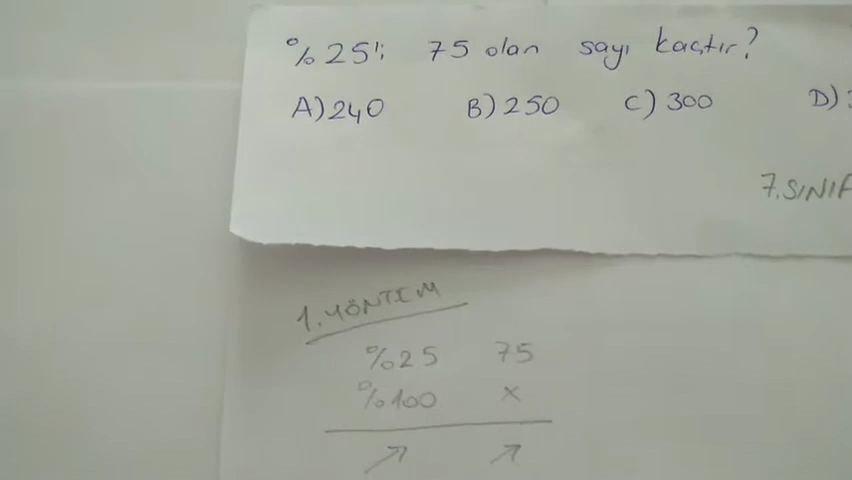 %25'i 75 olan sayı kaçtır?
A) 240 B) 250 C) 300 D)
7.SINIF
1. YÖNTEM
%25 75
%100 x